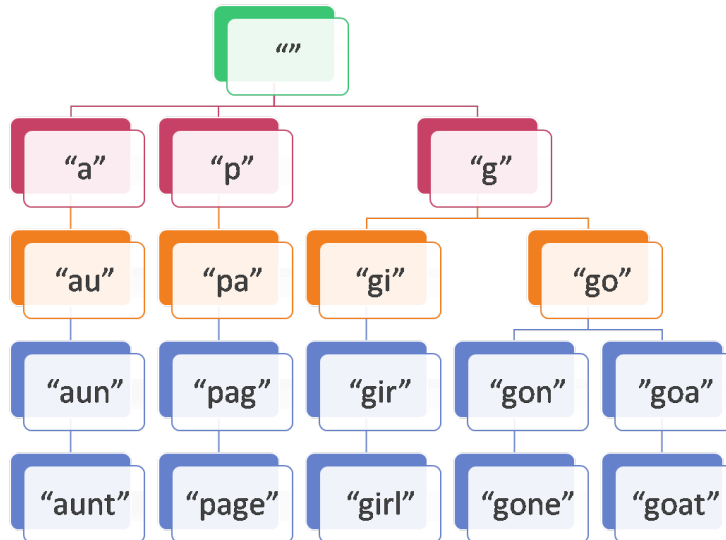 “”
“a” “p” “g”
“au” “pa” “gi” “go”
“aun” “pag” “gir” “gon” ”goa”
“aunt” “page” “girl” “gone” “goat”